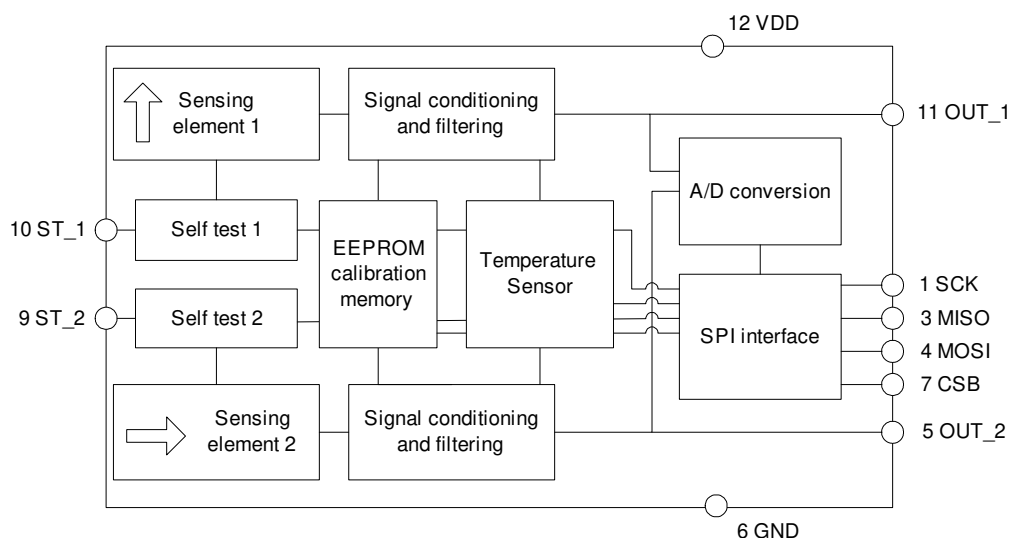 12 VDD
Sensing
element 1
Signal conditioning
and filtering
11 OUT_1
A/D conversion
10 ST_1
Self test 1
EEPROM
calibration
memory
Temperature
Sensor
9 ST_2
Self test 2
SPI interface
1 SCK
3 MISO
4 MOSI
7 CSB
Sensing
element 2
Signal conditioning
and filtering
5 OUT_2
6 GND